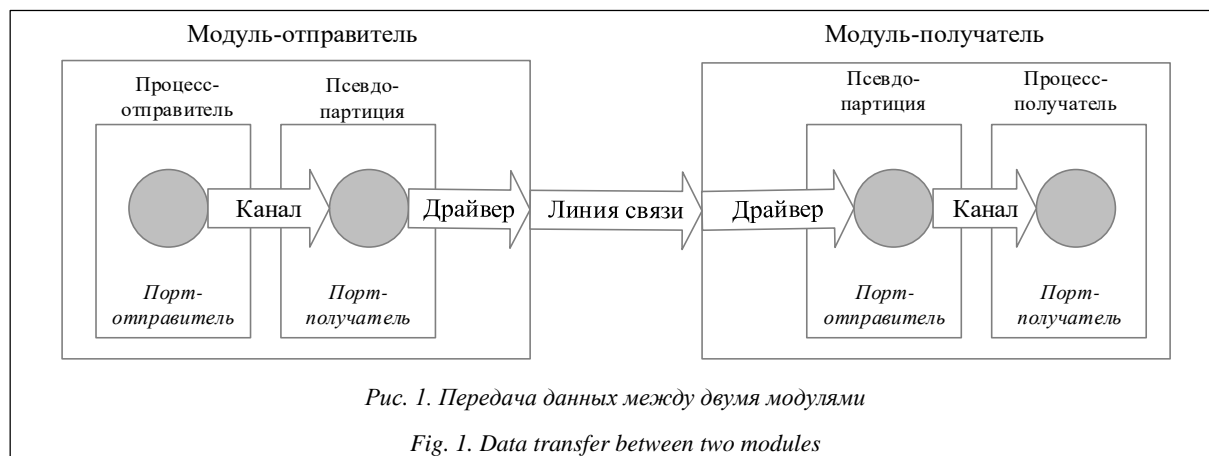 Модуль-отправитель
Модуль-получатель
Процесс-
отправитель
Псевдо-
партиция
Псевдо-
партиция
Процесс-
получатель
Канал
Драйвер
Линия связи
Драйвер
Канал
Порт-
отправитель
Порт-
получатель
Порт-
отправитель
Порт-
получатель
Рис. 1. Передача данных между двумя модулями
Fig. 1. Data transfer between two modules